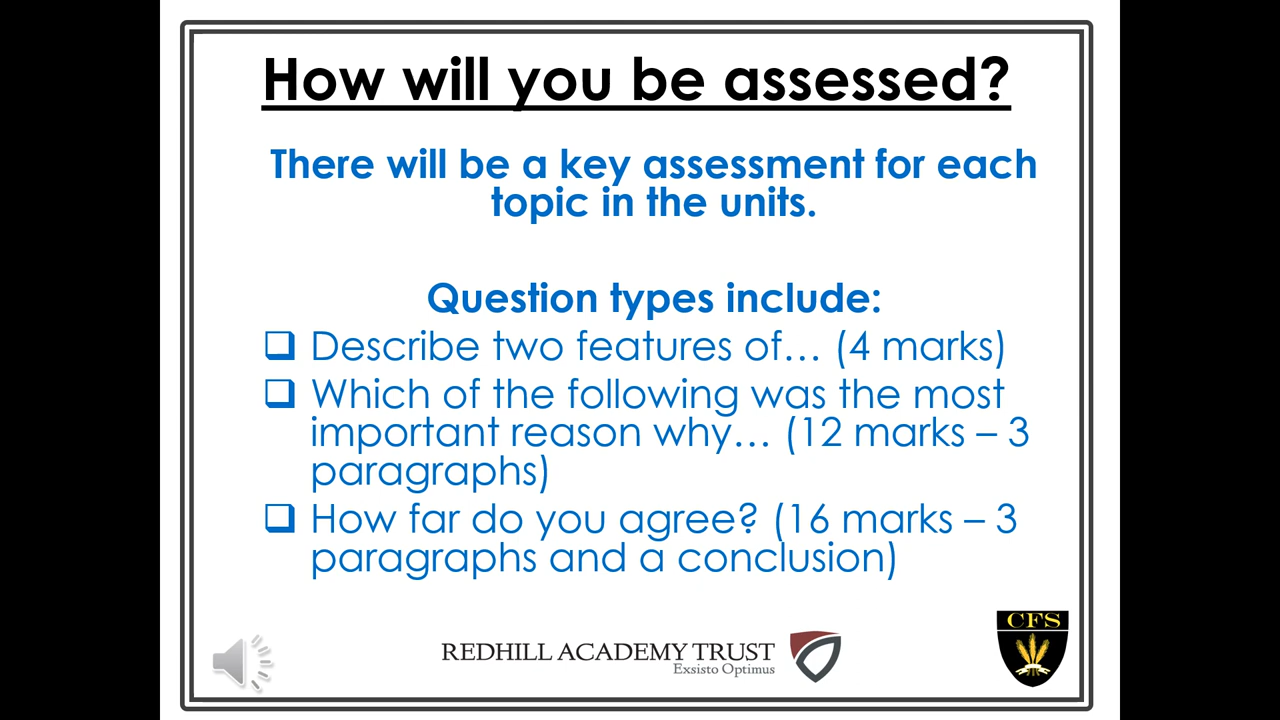 How will you be assessed?
There will be a key assessment for each
topic in the units.
Question types include:
❑ Describe two features of… (4 marks)
❑ Which of the following was the most
important reason why… (12 marks – 3
paragraphs)
❑ How far do you agree? (16 marks – 3
paragraphs and a conclusion)
REDHILL ACADEMY TRUST
Exsisto Optimus
CFS